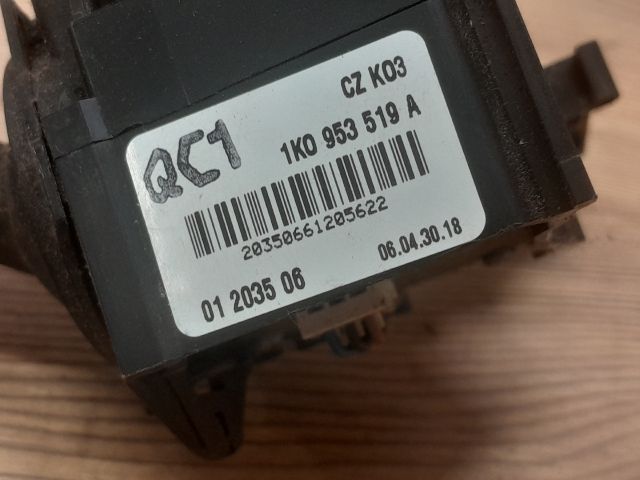 CZ K03
QC1
1K0 953 519 A
20350661205622
01 2035 06
06.04.30.18